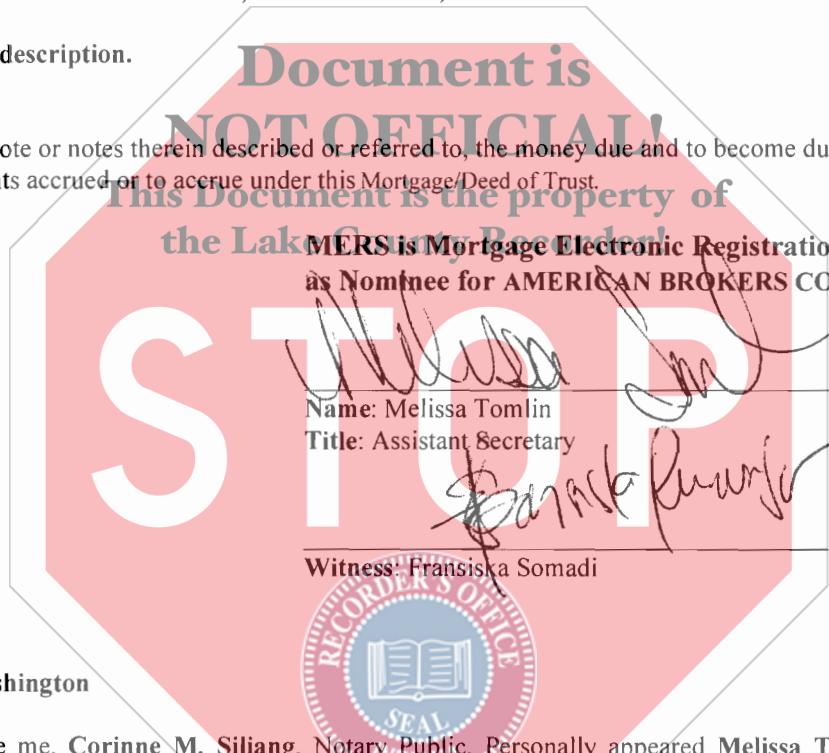 description.
Document is
NOT OFFICIAL!
ote or notes therein described or referred to, the money due and to become du
ts accrued or to accrue under this Mortgage/Deed of Trust.
This Document is the property of
the Lake County Recorder!
MERS is Mortgage Electronic Registratio
as Nominee for AMERICAN BROKERS CO
STOP
Name: Melissa Tomlin
Title: Assistant Secretary
Witness: Fransiska Somadi
RECORDER'S OFFICE
SEAL
shington
e me, Corinne M. Siliang, Notary Public, Personally appeared Melissa T